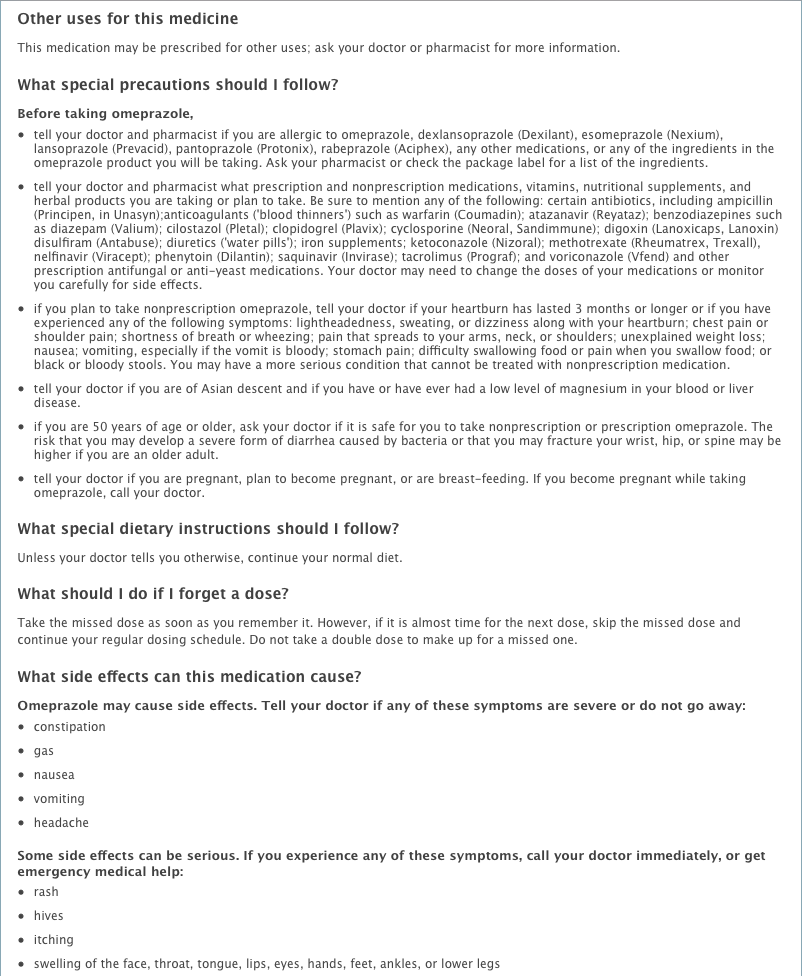 Other uses for this medicine
This medication may be prescribed for other uses; ask your doctor or pharmacist for more information.
What special precautions should I follow?
Before taking omeprazole,
• tell your doctor and pharmacist if you are allergic to omeprazole, dexlansoprazole (Dexilant), esomeprazole (Nexium),
lansoprazole (Prevacid), pantoprazole (Protonix), rabeprazole (Aciphex), any other medications, or any of the ingredients in the
omeprazole product you will be taking. Ask your pharmacist or check the package label for a list of the ingredients.
• tell your doctor and pharmacist what prescription and nonprescription medications, vitamins, nutritional supplements, and
herbal products you are taking or plan to take. Be sure to mention any of the following: certain antibiotics, including ampicillin
(Principen, in Unasyn);anticoagulants ('blood thinners') such as warfarin (Coumadin); atazanavir (Reyataz); benzodiazepines such
as diazepam (Valium); cilostazol (Pletal); clopidogrel (Plavix); cyclosporine (Neoral, Sandimmune); digoxin (Lanoxicaps, Lanoxin)
disulfiram (Antabuse); diuretics ('water pills'); iron supplements; ketoconazole (Nizoral); methotrexate (Rheumatrex, Trexall),
nelfinavir (Viracept); phenytoin (Dilantin); saquinavir (Invirase); tacrolimus (Prograf); and voriconazole (Vfend) and other
prescription antifungal or anti-yeast medications. Your doctor may need to change the doses of your medications or monitor
you carefully for side effects.
• if you plan to take nonprescription omeprazole, tell your doctor if your heartburn has lasted 3 months or longer or if you have
experienced any of the following symptoms: lightheadedness, sweating, or dizziness along with your heartburn; chest pain or
shoulder pain; shortness of breath or wheezing; pain that spreads to your arms, neck, or shoulders; unexplained weight loss;
nausea; vomiting, especially if the vomit is bloody; stomach pain; difficulty swallowing food or pain when you swallow food; or
black or bloody stools. You may have a more serious condition that cannot be treated with nonprescription medication.
• tell your doctor if you are of Asian descent and if you have or have ever had a low level of magnesium in your blood or liver
disease.
• if you are 50 years of age or older, ask your doctor if it is safe for you to take nonprescription or prescription omeprazole. The
risk that you may develop a severe form of diarrhea caused by bacteria or that you may fracture your wrist, hip, or spine may be
higher if you are an older adult.
• tell your doctor if you are pregnant, plan to become pregnant, or are breast-feeding. If you become pregnant while taking
omeprazole, call your doctor.
What special dietary instructions should I follow?
Unless your doctor tells you otherwise, continue your normal diet.
What should I do if I forget a dose?
Take the missed dose as soon as you remember it. However, if it is almost time for the next dose, skip the missed dose and
continue your regular dosing schedule. Do not take a double dose to make up for a missed one.
What side effects can this medication cause?
Omeprazole may cause side effects. Tell your doctor if any of these symptoms are severe or do not go away:
• constipation
• gas
• nausea
• vomiting
• headache
Some side effects can be serious. If you experience any of these symptoms, call your doctor immediately, or get
emergency medical help:
• rash
• hives
• itching
• swelling of the face, throat, tongue, lips, eyes, hands, feet, ankles, or lower legs